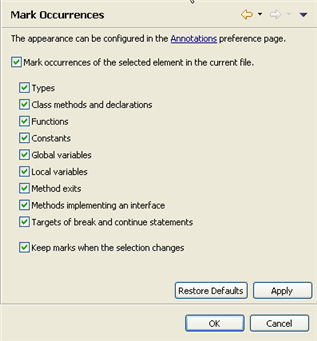 Mark Occurrences
The appearance can be configured in the Annotations preference page.
Mark occurrences of the selected element in the current file.
Types
Class methods and declarations
Functions
Constants
Global variables
Local variables
Method exits
Methods implementing an interface
Targets of break and continue statements
Keep marks when the selection changes
Restore Defaults Apply
OK Cancel